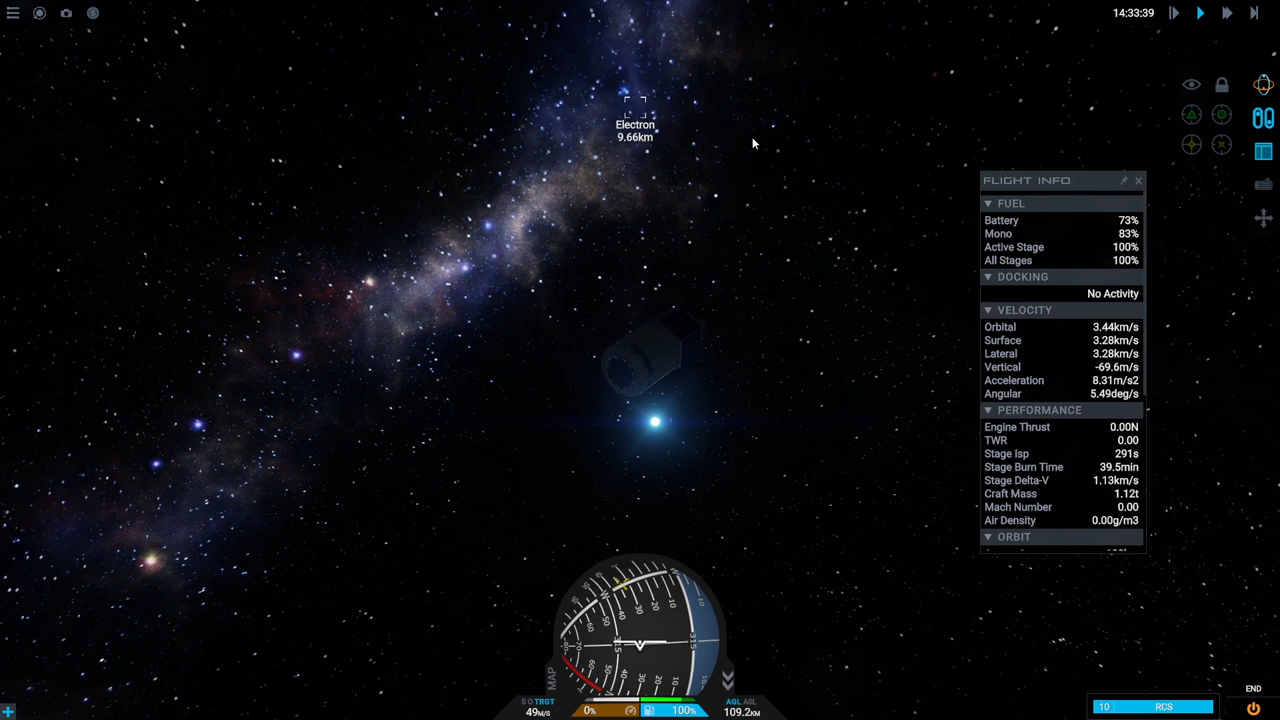 14:33:39
Electron
9.66km
FLIGHT INFO
FUEL
Battery 73%
Mono 83%
Active Stage 100%
All Stages 100%
DOCKING
No Activity
VELOCITY
Orbital 3.44km/s
Surface 3.28km/s
Lateral 3.28km/s
Vertical -69.6m/s
Acceleration 8.31m/s2
Angular 5.49deg/s
PERFORMANCE
Engine Thrust 0.00N
TWR 0.00
Stage Isp 291s
Stage Burn Time 39.5min
Stage Delta-V 1.13km/s
Craft Mass 1.12t
Mach Number 0.00
Air Density 0.00g/m3
ORBIT
MAP
S O TRGT
49M/S
0%
100%
AGL ASL
109.2KM
10 RCS
END